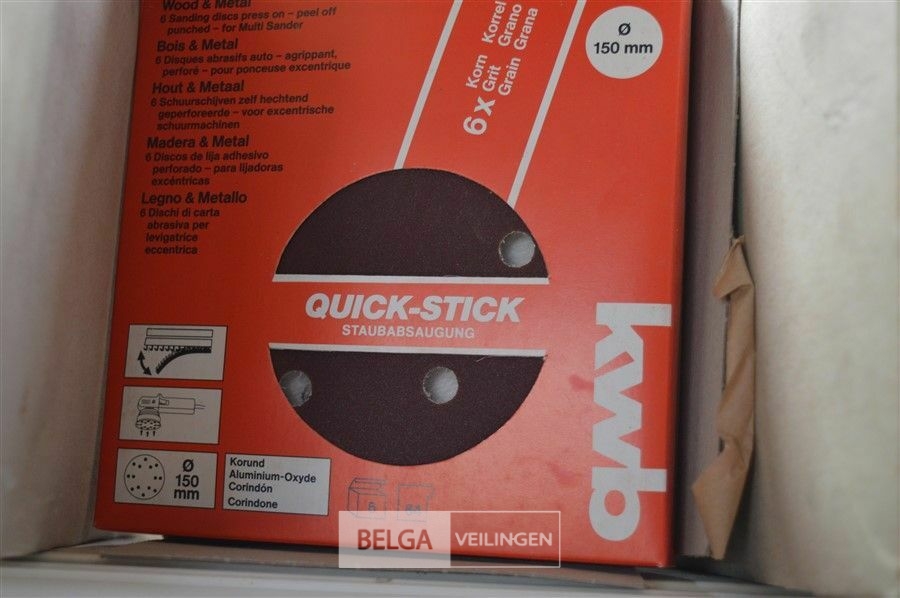 Wood & Metal
6 Sanding discs press on – peel off
punched – for Multi Sander
Bois & Metal
6 Disques abrasifs auto – agrippant,
perforé – pour ponceuse excentrique
Hout & Metaal
6 Schuurschijven zelf hechtend
geperforeerde – voor excentrische
schuurmachinen
Madera & Metal
6 Discos de lija adhesivo
perforado – para lijadoras
excéntricas
Legno & Metallo
6 Dischi di carta
abrasiva per
levigatrice
eccentrica
6x Korn Korrel
Grit Grano
Grain Grana
Ø
150 mm
QUICK-STICK
STAUBABSAUGUNG
kwb
Ø
150
mm
Korund
Aluminium-Oxyde
Corindón
Corindone
6
BELGA VEILINGEN